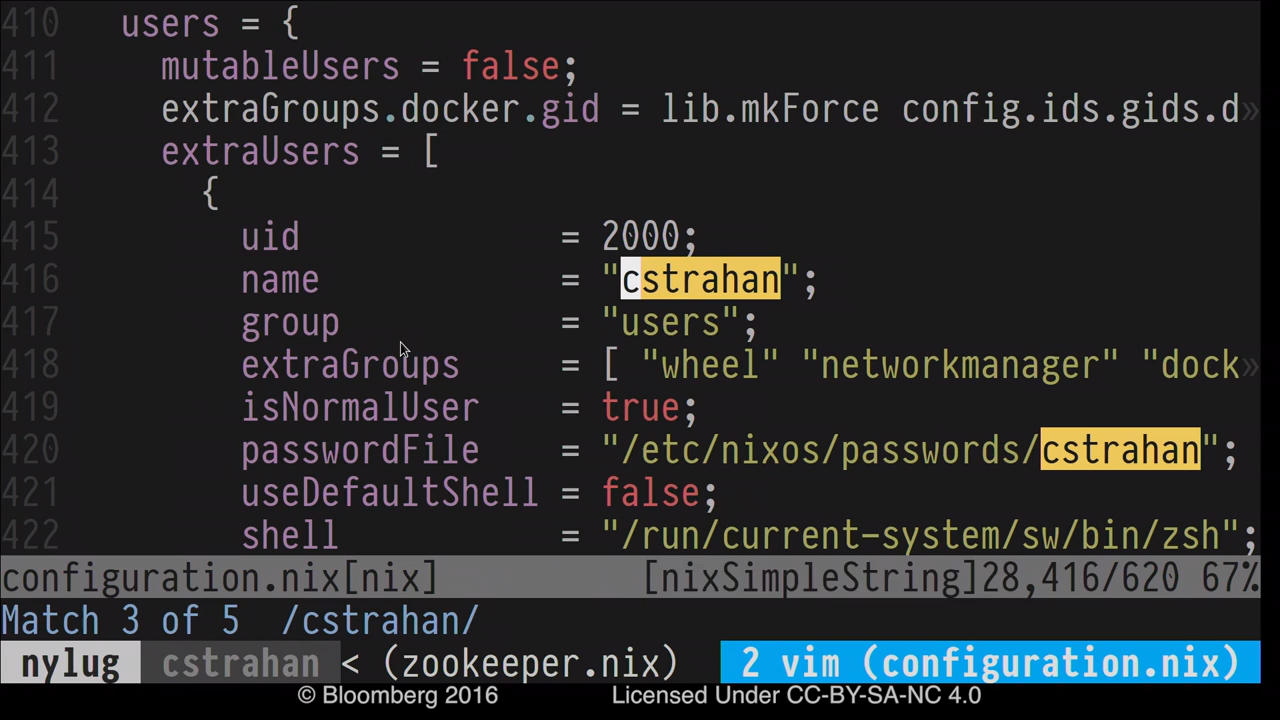 410 users = {
411 mutableUsers = false;
412 extraGroups.docker.gid = lib.mkForce config.ids.gids.d»
413 extraUsers = [
414 {
415 uid = 2000;
416 name = "cstrahan";
417 group = "users";
418 extraGroups = [ "wheel" "networkmanager" "dock»
419 isNormalUser = true;
420 passwordFile = "/etc/nixos/passwords/cstrahan";
421 useDefaultShell = false;
422 shell = "/run/current-system/sw/bin/zsh";
configuration.nix[nix] [nixSimpleString]28,416/620 67%
Match 3 of 5 /cstrahan/
nylug cstrahan < (zookeeper.nix) 2 vim (configuration.nix)
© Bloomberg 2016 Licensed Under CC-BY-SA-NC 4.0